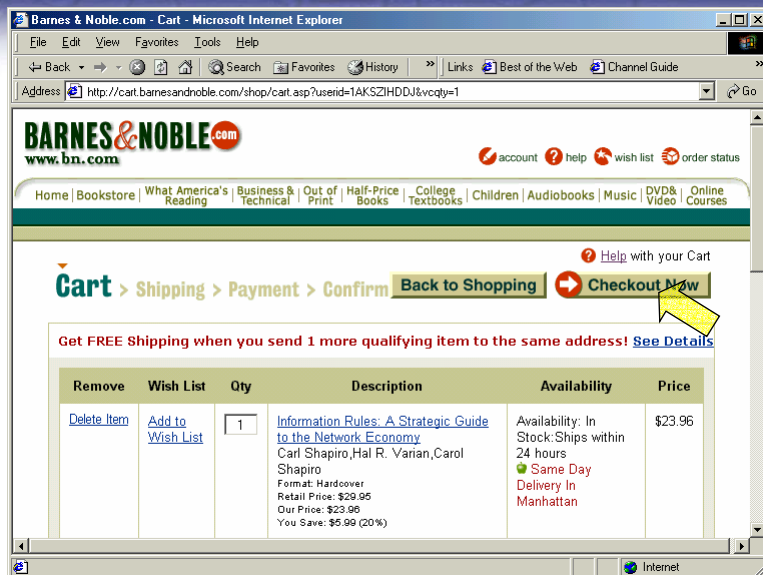 Barnes & Noble.com - Cart - Microsoft Internet Explorer
File Edit View Favorites Tools Help
Back Search Favorites History » Links Best of the Web Channel Guide »
Address http://cart.barnesandnoble.com/shop/cart.asp?userid=1AKSZIHDDJ&vcqty=1 Go
BARNES&NOBLE.com
www.bn.com
account ? help wish list order status
Home | Bookstore | What America's Reading | Business & Technical | Out of Print | Half-Price Books | College Textbooks | Children | Audiobooks | Music | DVD& Video | Online Courses
? Help with your Cart
Cart > Shipping > Payment > Confirm Back to Shopping Checkout Now
Get FREE Shipping when you send 1 more qualifying item to the same address! See Details
Remove Wish List Qty Description Availability Price
Delete Item Add to Wish List 1 Information Rules: A Strategic Guide
to the Network Economy
Carl Shapiro,Hal R. Varian,Carol
Shapiro
Format: Hardcover
Retail Price: $29.95
Our Price: $23.96
You Save: $5.99 (20%)
Availability: In
Stock:Ships within
24 hours
Same Day
Delivery In
Manhattan
$23.96
Internet